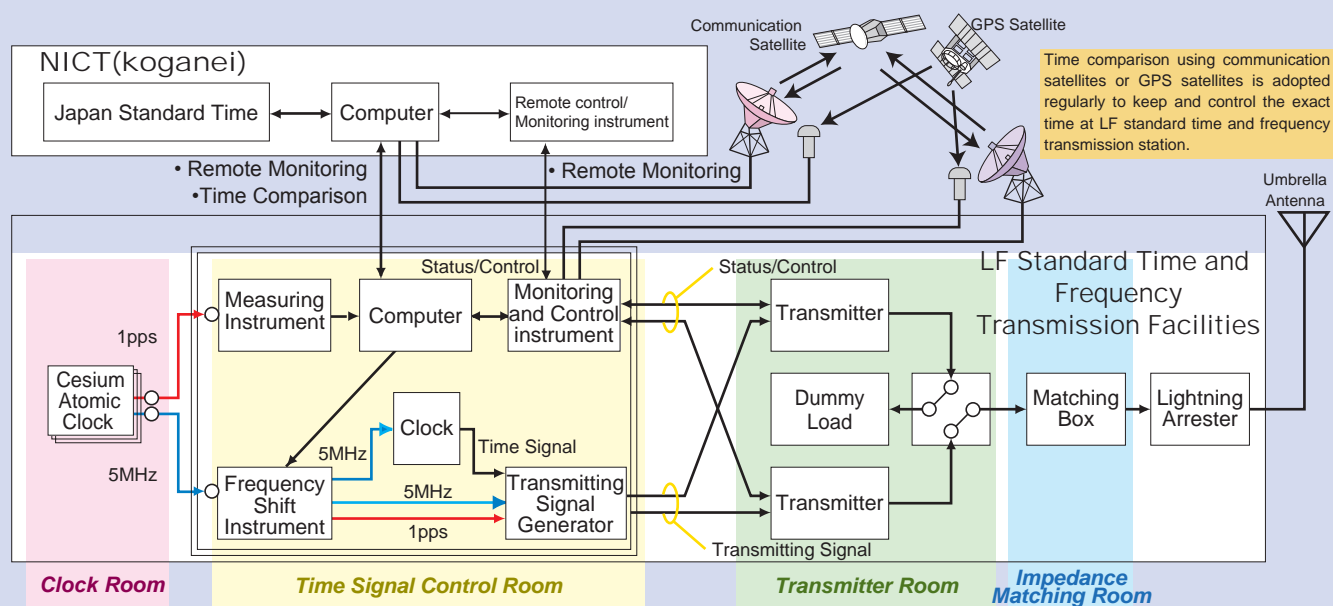 Communication
Satellite
GPS Satellite
NICT(koganei)
Japan Standard Time
Computer
Remote control/
Monitoring instrument
Time comparison using communication
satellites or GPS satellites is adopted
regularly to keep and control the exact
time at LF standard time and frequency
transmission station.
• Remote Monitoring
•Time Comparison
• Remote Monitoring
Umbrella
Antenna
LF Standard Time and
Frequency
Transmission Facilities
Status/Control
Status/Control
Measuring
Instrument
Computer
Monitoring
and Control
instrument
Transmitter
1pps
Cesium
Atomic
Clock
Clock
Dummy
Load
Matching
Box
Lightning
Arrester
5MHz
Time Signal
5MHz
Frequency
Shift
Instrument
5MHz
1pps
Transmitting
Signal
Generator
Transmitter
Transmitting Signal
Clock Room
Time Signal Control Room
Transmitter Room
Impedance
Matching Room